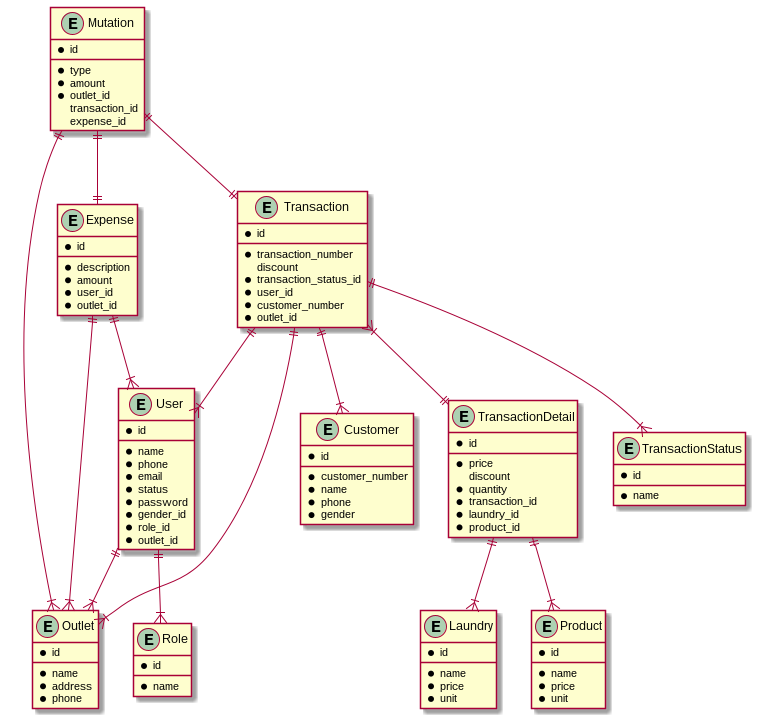 E Mutation
id
type
amount
outlet_id
transaction_id
expense_id
E Transaction
id
transaction_number
discount
transaction_status_id
user_id
customer_number
outlet_id
E Expense
id
description
amount
user_id
outlet_id
E User
id
name
phone
email
status
password
gender_id
role_id
outlet_id
E Customer
id
customer_number
name
phone
gender
E TransactionDetail
id
price
discount
quantity
transaction_id
laundry_id
product_id
E TransactionStatus
id
name
E Outlet
id
name
address
phone
E Role
id
name
E Laundry
id
name
price
unit
E Product
id
name
price
unit